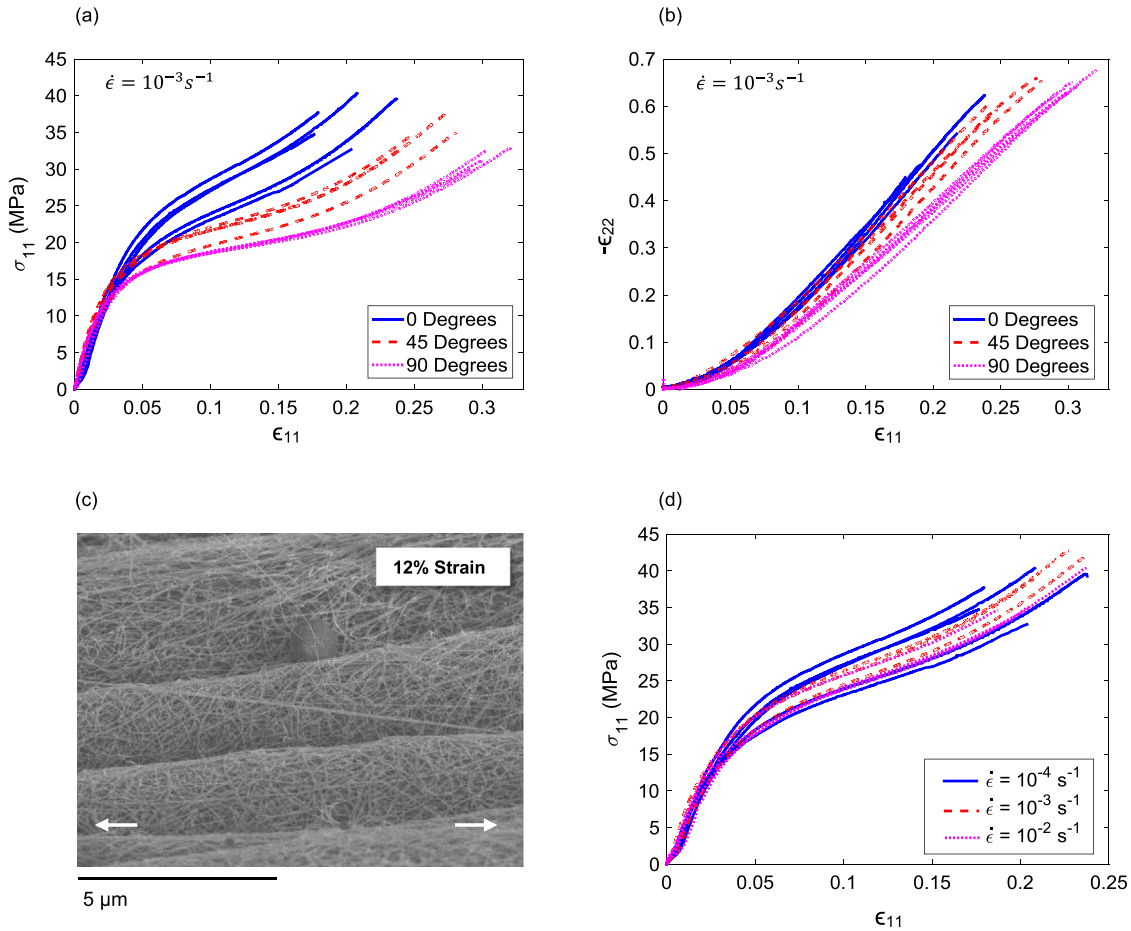 (a)
45
40
35
30
25
20
15
10
5
0
σ11 (MPa)
ϵ̇ = 10⁻³s⁻¹
0 Degrees
45 Degrees
90 Degrees
0 0.05 0.1 0.15 0.2 0.25 0.3
ϵ11
(b)
0.7
0.6
0.5
0.4
0.3
0.2
0.1
0
-ϵ22
ϵ̇ = 10⁻³s⁻¹
0 Degrees
45 Degrees
90 Degrees
0 0.05 0.1 0.15 0.2 0.25 0.3
ϵ11
(c)
12% Strain
5 µm
(d)
45
40
35
30
25
20
15
10
5
0
σ11 (MPa)
ϵ̇ = 10⁻⁴ s⁻¹
ϵ̇ = 10⁻³ s⁻¹
ϵ̇ = 10⁻² s⁻¹
0 0.05 0.1 0.15 0.2 0.25
ϵ11